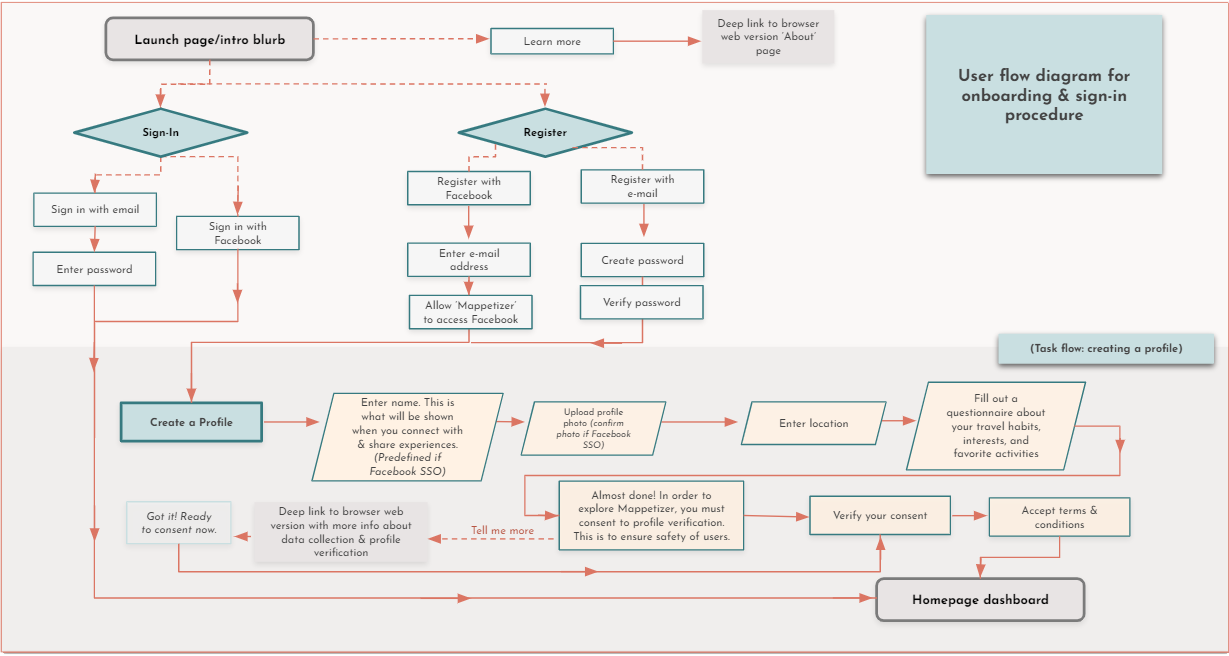 Launch page/intro blurb
Learn more
Deep link to browser
web version 'About'
page
User flow diagram for
onboarding & sign-in
procedure
Sign-In
Register
Sign in with email
Sign in with
Facebook
Enter password
Register with
Facebook
Register with
e-mail
Enter e-mail
address
Create password
Allow 'Mappetizer'
to access Facebook
Verify password
(Task flow: creating a profile)
Create a Profile
Enter name. This is
what will be shown
when you connect with
& share experiences.
(Predefined if
Facebook SSO)
Upload profile
photo (confirm
photo if Facebook
SSO)
Enter location
Fill out a
questionnaire about
your travel habits,
interests, and
favorite activities
Got it! Ready
to consent now.
Deep link to browser web
version with more info about
data collection & profile
verification
Tell me more
Almost done! In order to
explore Mappetizer, you must
consent to profile verification.
This is to ensure safety of users.
Verify your consent
Accept terms &
conditions
Homepage dashboard